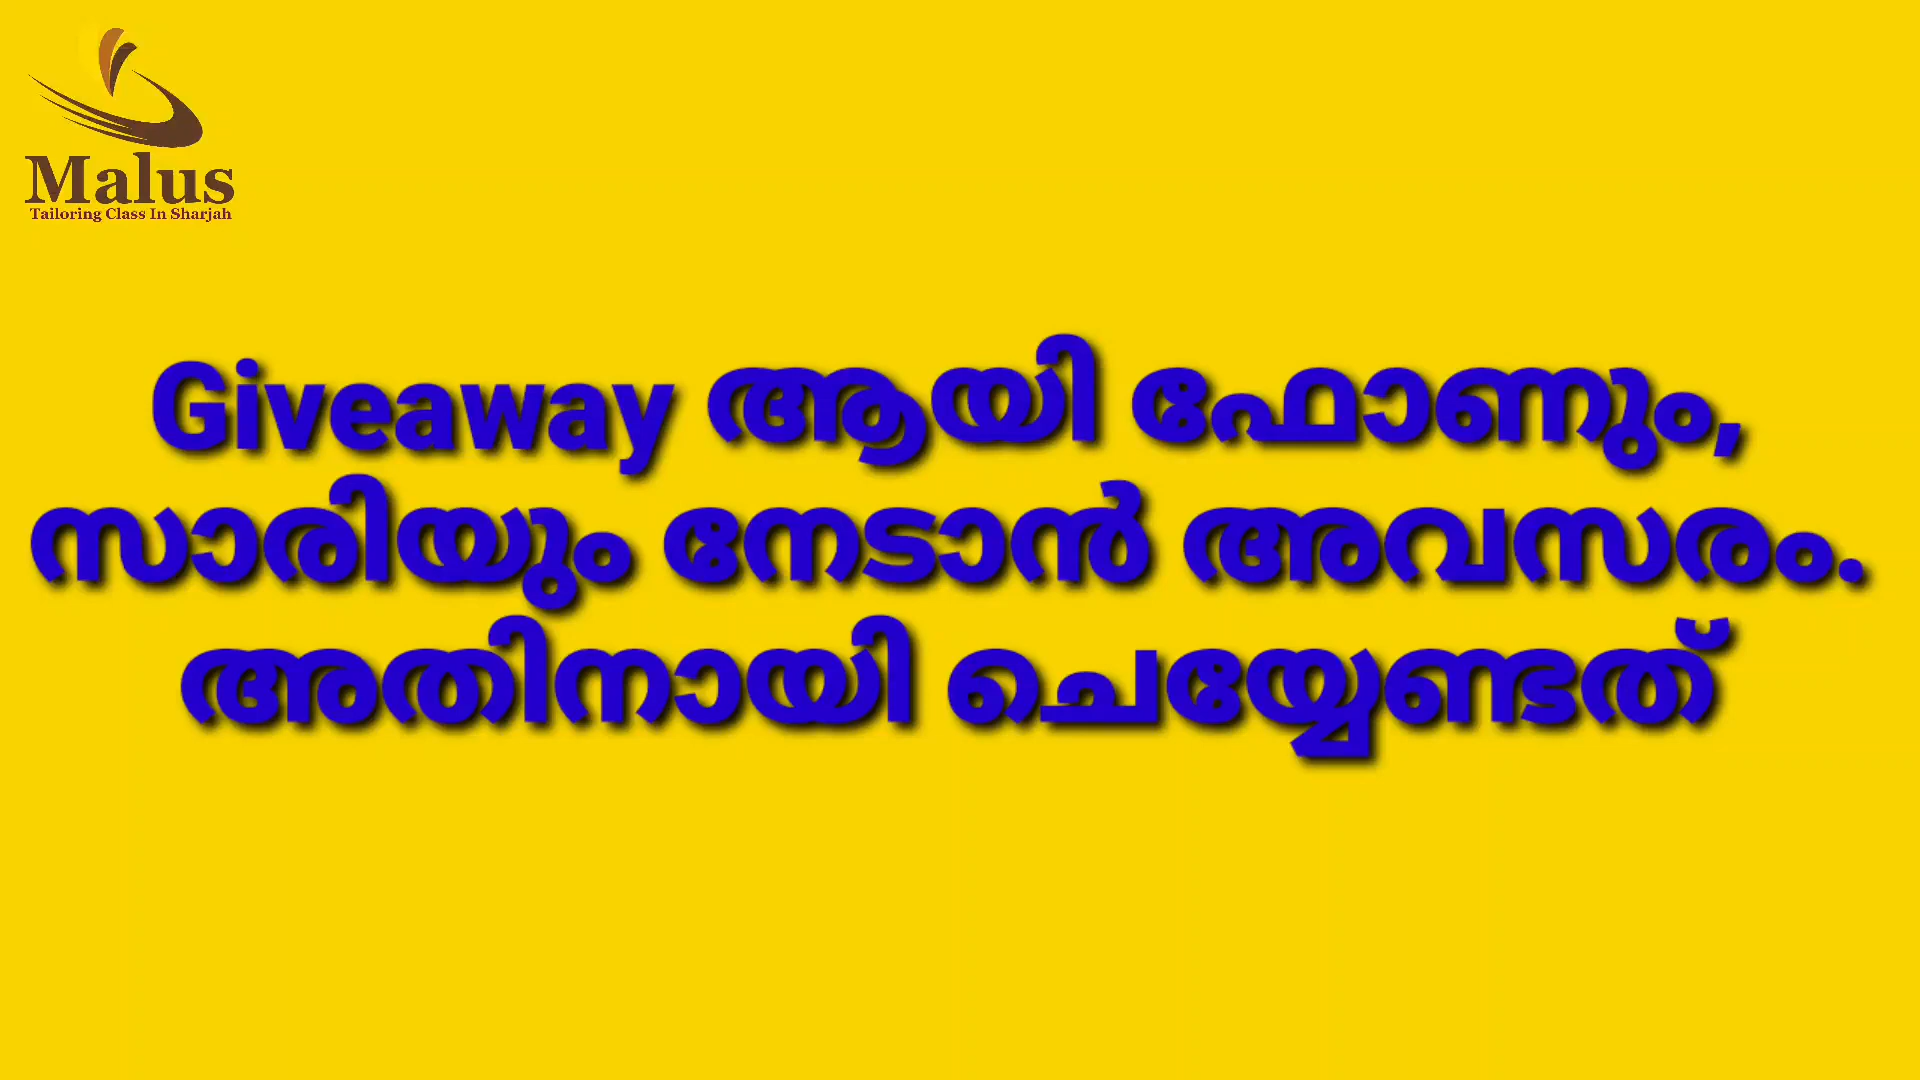 Malus
Tailoring Class In Sharjah
Giveaway ആയി ഫോണും,
സാരിയും നേടാൻ അവസരം.
അതിനായി ചെയ്യേണ്ടത്